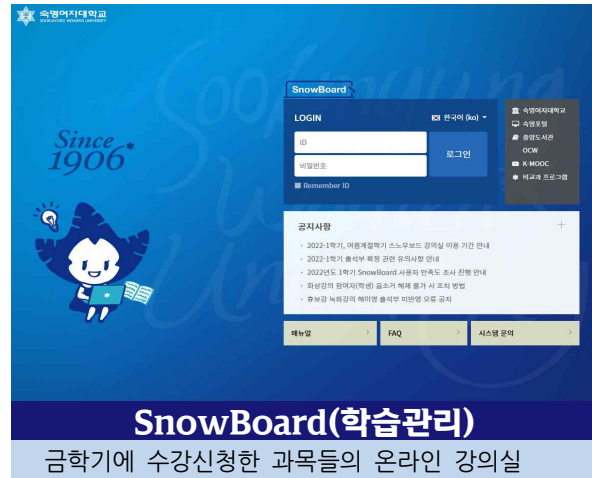 숙명여자대학교
SOOKMYUNG WOMEN'S UNIVERSITY
Since
1906
SnowBoard
LOGIN
한국어 (ko)
ID
비밀번호
로그인
Remember ID
숙명여자대학교
숙명포털
중앙도서관
OCW
K-MOOC
비교과 프로그램
공지사항
2022-1학기, 여름계절학기 스노우보드 강의실 이용 기간 안내
2022-1학기 출석부 확정 관련 유의사항 안내
2022년도 1학기 SnowBoard 사용자 만족도 조사 진행 안내
화상강의 참여자(학생) 음소거 해제 불가 시 조치 방법
휴보강 녹화강의 해이영 출석부 미반영 오류 공지
매뉴얼
FAQ
시스템 문의
SnowBoard(학습관리)
금학기에 수강신청한 과목들의 온라인 강의실